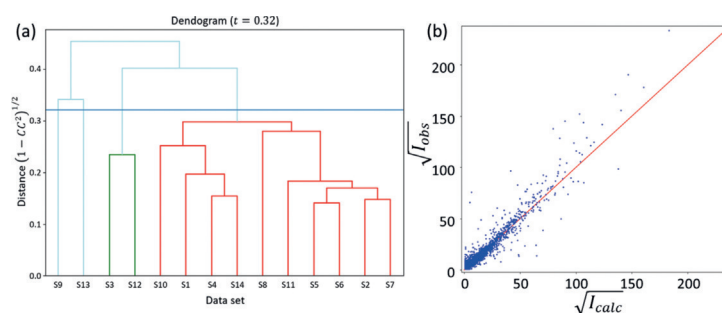 (a)
Dendogram (t = 0.32)
Distance (1 − CC²)^1/2
0.4
0.3
0.2
0.1
0.0
S9 S13 S3 S12 S10 S1 S4 S14 S8 S11 S5 S6 S2 S7
Data set
(b)
√I_obs
200
150
100
50
0
0 50 100 150 200
√I_calc